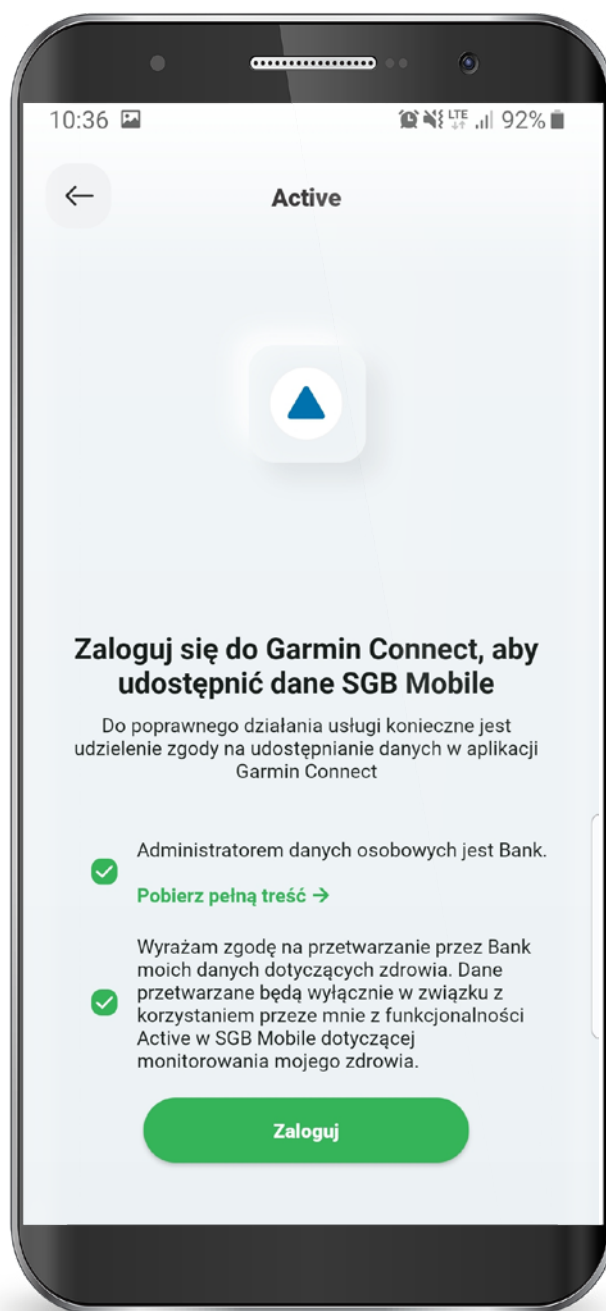 10:36 LTE 92%
Active
Zaloguj się do Garmin Connect, aby
udostępnić dane SGB Mobile
Do poprawnego działania usługi konieczne jest
udzielenie zgody na udostępnianie danych w aplikacji
Garmin Connect
Administratorem danych osobowych jest Bank.
Pobierz pełną treść →
Wyrażam zgodę na przetwarzanie przez Bank
moich danych dotyczących zdrowia. Dane
przetwarzane będą wyłącznie w związku z
korzystaniem przeze mnie z funkcjonalności
Active w SGB Mobile dotyczącej
monitorowania mojego zdrowia.
Zaloguj